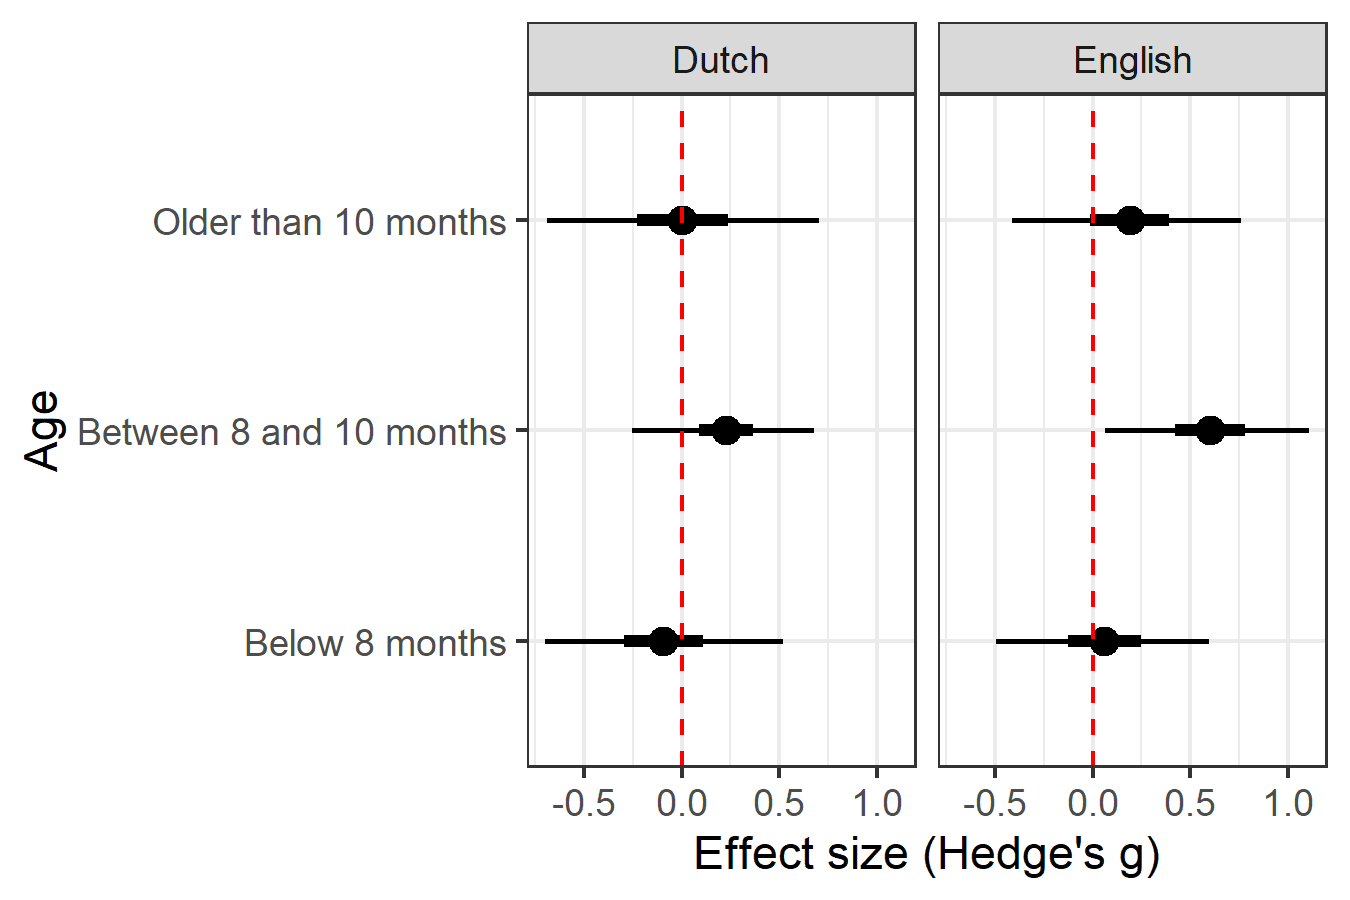 Dutch
English
Older than 10 months
Between 8 and 10 months
Below 8 months
Age
-0.5 0.0 0.5 1.0
-0.5 0.0 0.5 1.0
Effect size (Hedge's g)